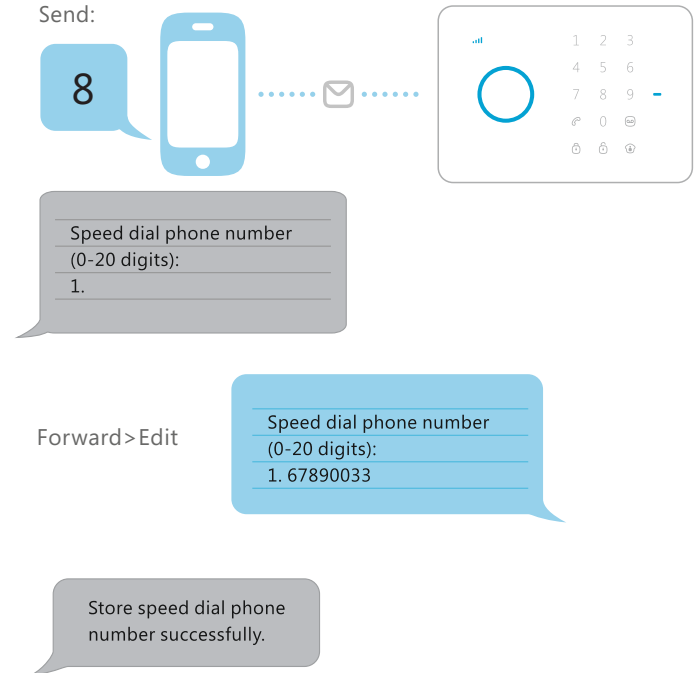 Send:
8
1 2 3
4 5 6
7 8 9
0
Speed dial phone number
(0-20 digits):
1.
Forward>Edit
Speed dial phone number
(0-20 digits):
1. 67890033
Store speed dial phone
number successfully.